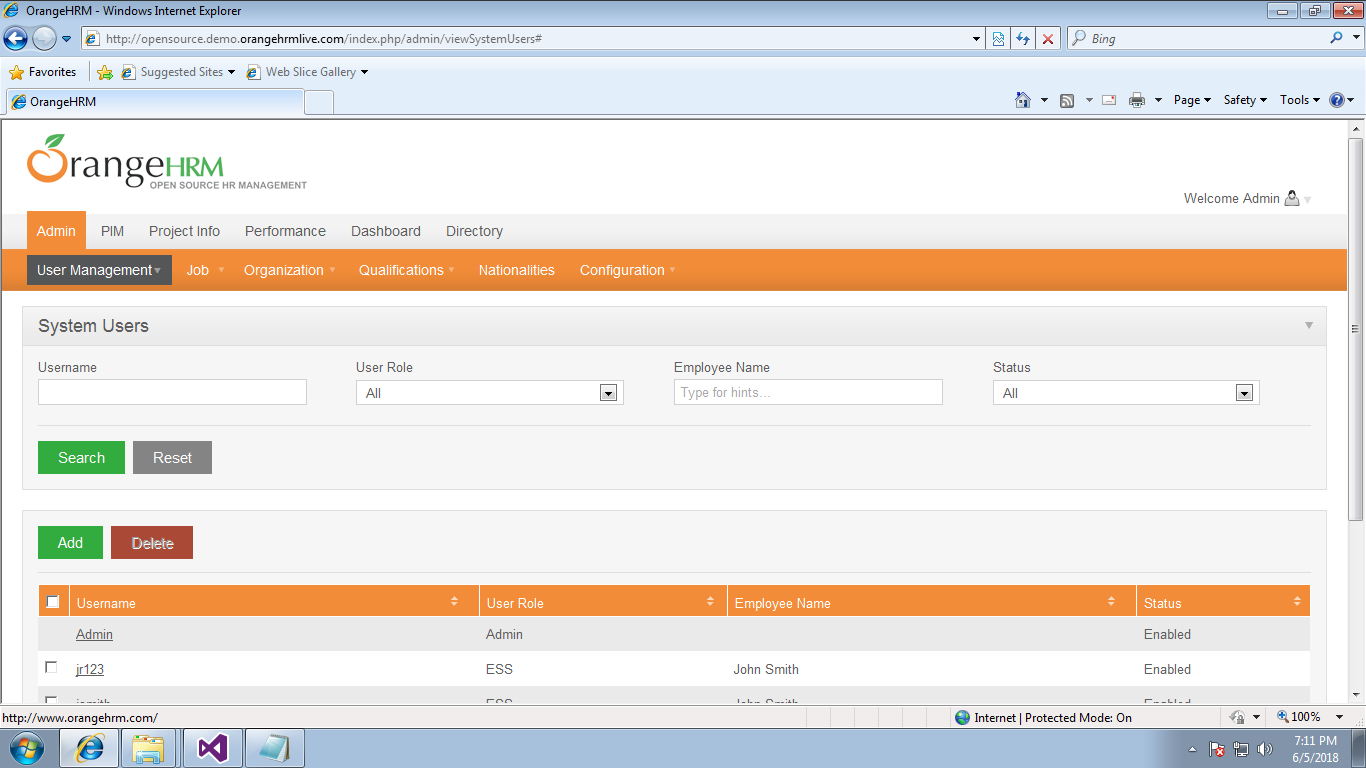 OrangeHRM - Windows Internet Explorer
http://opensource.demo.orangehrmlive.com/index.php/admin/viewSystemUsers#
Bing
Favorites Suggested Sites Web Slice Gallery
OrangeHRM
Page Safety Tools
OrangeHRM
OPEN SOURCE HR MANAGEMENT
Welcome Admin
Admin PIM Project Info Performance Dashboard Directory
User Management Job Organization Qualifications Nationalities Configuration
System Users
Username User Role Employee Name Status
All Type for hints... All
Search Reset
Add Delete
Username User Role Employee Name Status
Admin Admin Enabled
jr123 ESS John Smith Enabled
ESS John Smith Enabled
http://www.orangehrm.com/ Internet | Protected Mode: On 100%
7:11 PM
6/5/2018